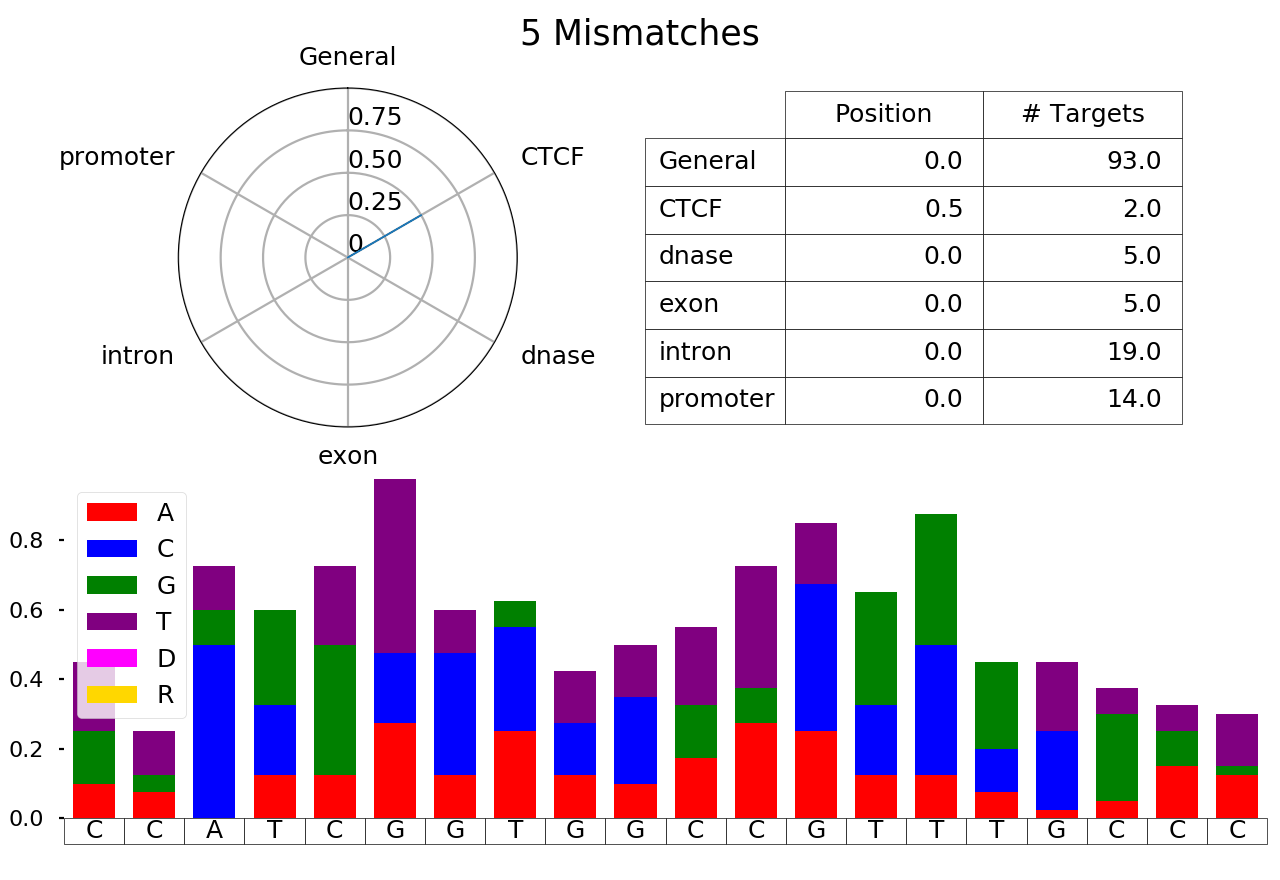 5 Mismatches
General
promoter
CTCF
intron
dnase
exon
0.75
0.50
0.25
0
Position # Targets
General 0.0 93.0
CTCF 0.5 2.0
dnase 0.0 5.0
exon 0.0 5.0
intron 0.0 19.0
promoter 0.0 14.0
A
C
G
T
D
R
0.8
0.6
0.4
0.2
0.0
C C A T C G G T G G C C G T T T G C C C